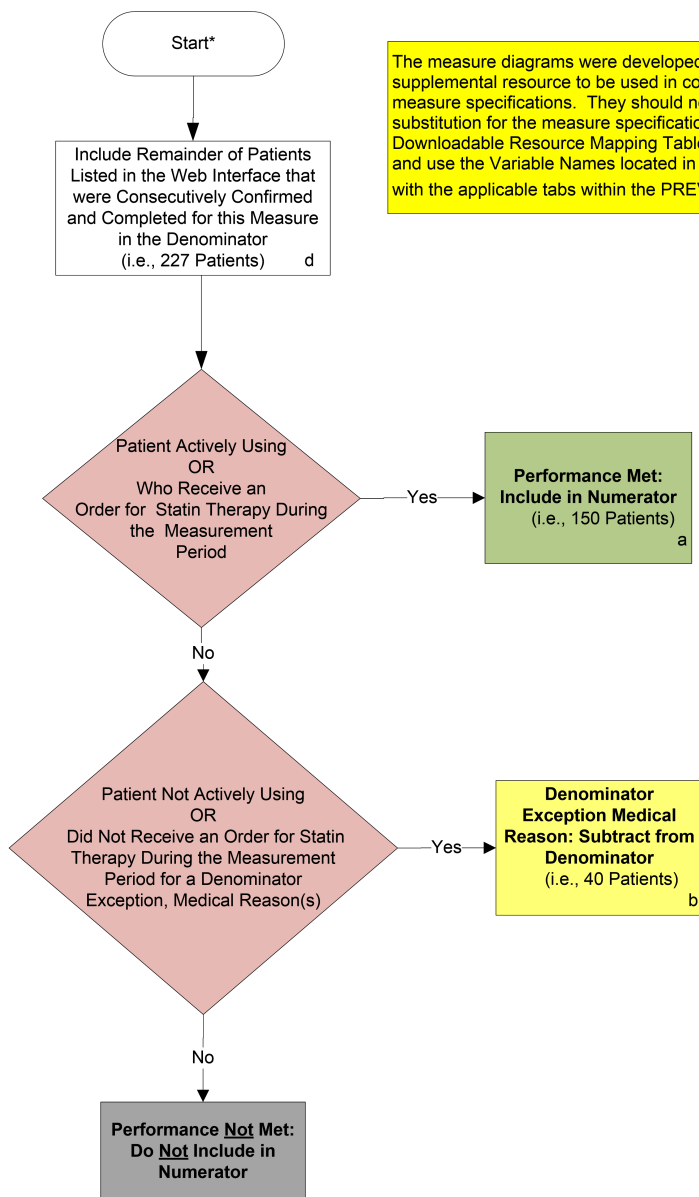 Start*
The measure diagrams were developed
supplemental resource to be used in co
measure specifications. They should no
substitution for the measure specificatio
Downloadable Resource Mapping Table
and use the Variable Names located in
with the applicable tabs within the PREV
Include Remainder of Patients
Listed in the Web Interface that
were Consecutively Confirmed
and Completed for this Measure
in the Denominator
(i.e., 227 Patients) d
Patient Actively Using
OR
Who Receive an
Order for Statin Therapy During
the Measurement
Period
Yes
Performance Met:
Include in Numerator
(i.e., 150 Patients)
a
No
Patient Not Actively Using
OR
Did Not Receive an Order for Statin
Therapy During the Measurement
Period for a Denominator
Exception, Medical Reason(s)
Yes
Denominator
Exception Medical
Reason: Subtract from
Denominator
(i.e., 40 Patients)
b
No
Performance Not Met:
Do Not Include in
Numerator